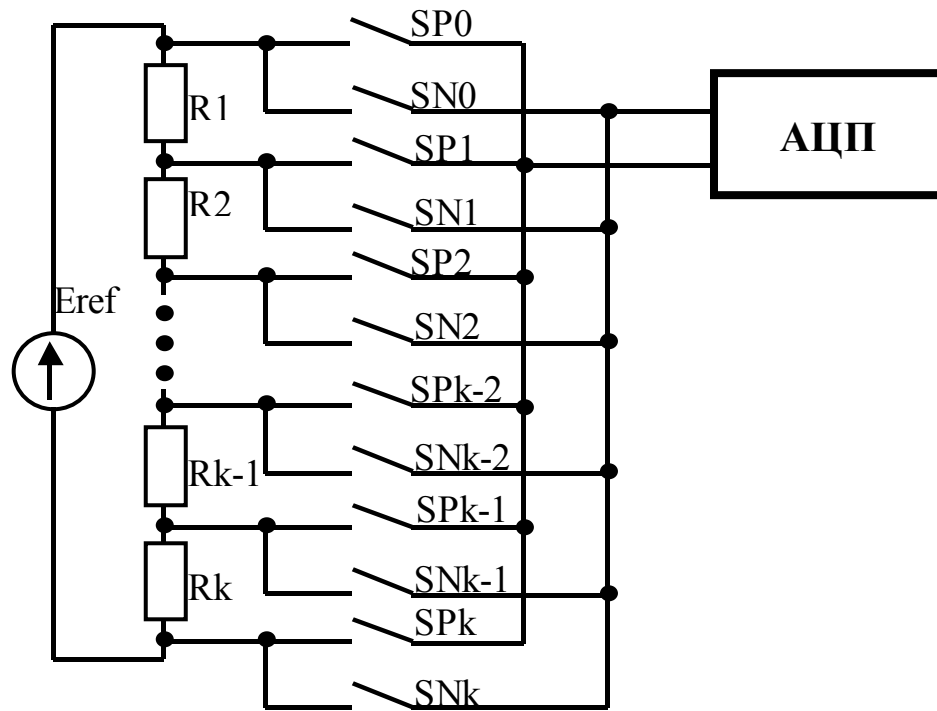 SP0
SN0
R1
АЦП
SP1
R2
SN1
SP2
Eref
SN2
SPk-2
SNk-2
Rk-1
SPk-1
SNk-1
Rk
SPk
SNk